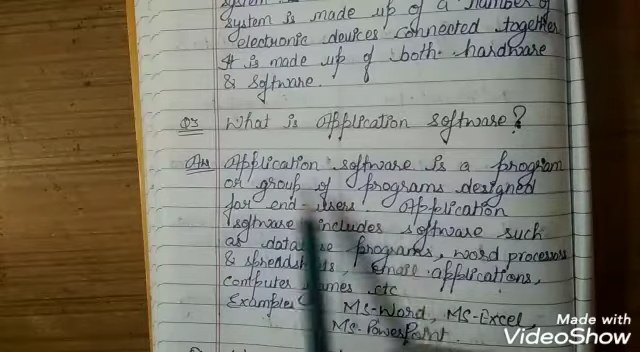 system is made up of a number of
electronic devices connected together
It is made up of both hardware
& software.
Q3 What is Application Software?
Ans Application software is a program
or group of programs designed
for end-users. Application
software includes software such
as database programs, word processors
& spreadsheets, Email applications,
computer games etc.
Examples MS-Word, MS-Excel
MS-PowerPoint.
Made with
VideoShow